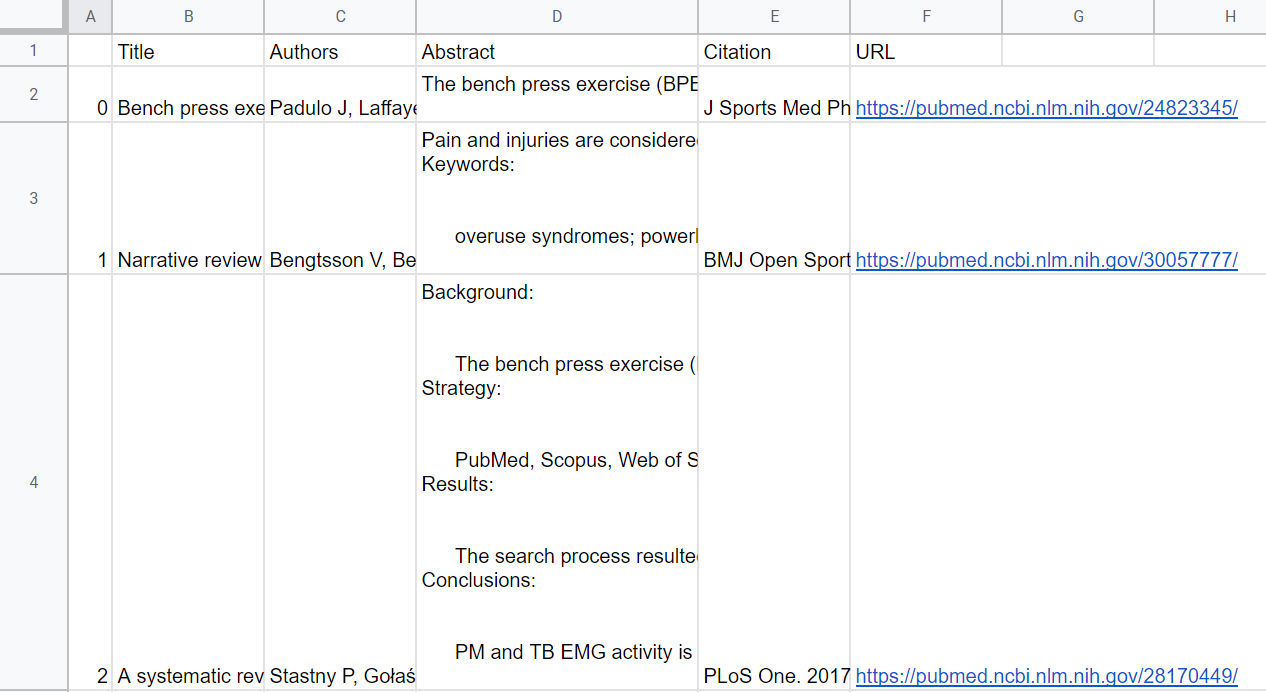 A B C D E F G H
1 Title Authors Abstract Citation URL
2 0 Bench press exe Padulo J, Laffaye The bench press exercise (BPE J Sports Med Ph https://pubmed.ncbi.nlm.nih.gov/24823345/
Pain and injuries are considere
Keywords:
overuse syndromes; powerl
3 1 Narrative review Bengtsson V, Be BMJ Open Sport https://pubmed.ncbi.nlm.nih.gov/30057777/
Background:
The bench press exercise (
Strategy:
PubMed, Scopus, Web of S
Results:
The search process resulte
Conclusions:
PM and TB EMG activity is
4 2 A systematic rev Stastny P, Gołaś PLoS One. 2017 https://pubmed.ncbi.nlm.nih.gov/28170449/